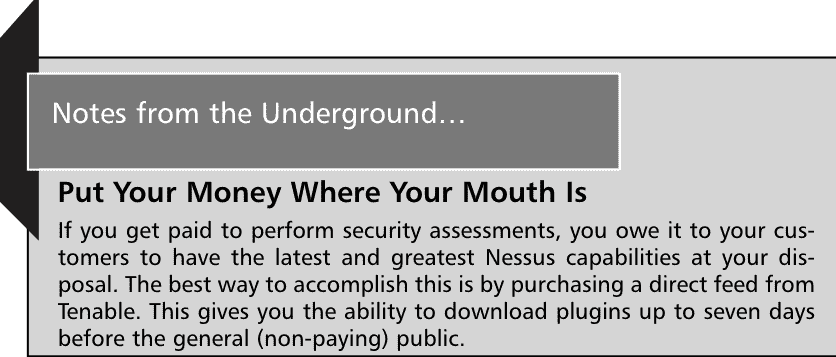 Notes from the Underground…
Put Your Money Where Your Mouth Is
If you get paid to perform security assessments, you owe it to your cus-
tomers to have the latest and greatest Nessus capabilities at your dis-
posal. The best way to accomplish this is by purchasing a direct feed from
Tenable. This gives you the ability to download plugins up to seven days
before the general (non-paying) public.